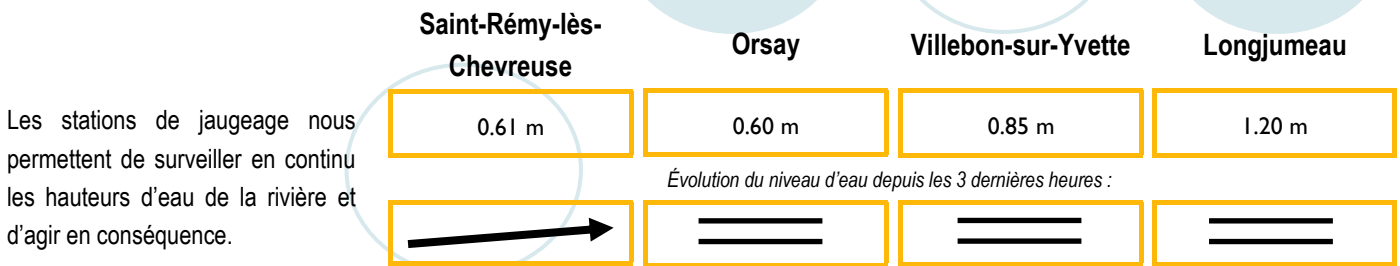 Saint-Rémy-lès-
Chevreuse
Orsay
Villebon-sur-Yvette
Longjumeau
Les stations de jaugeage nous
permettent de surveiller en continu
les hauteurs d’eau de la rivière et
d’agir en conséquence.
0.61 m
0.60 m
0.85 m
1.20 m
Évolution du niveau d’eau depuis les 3 dernières heures :